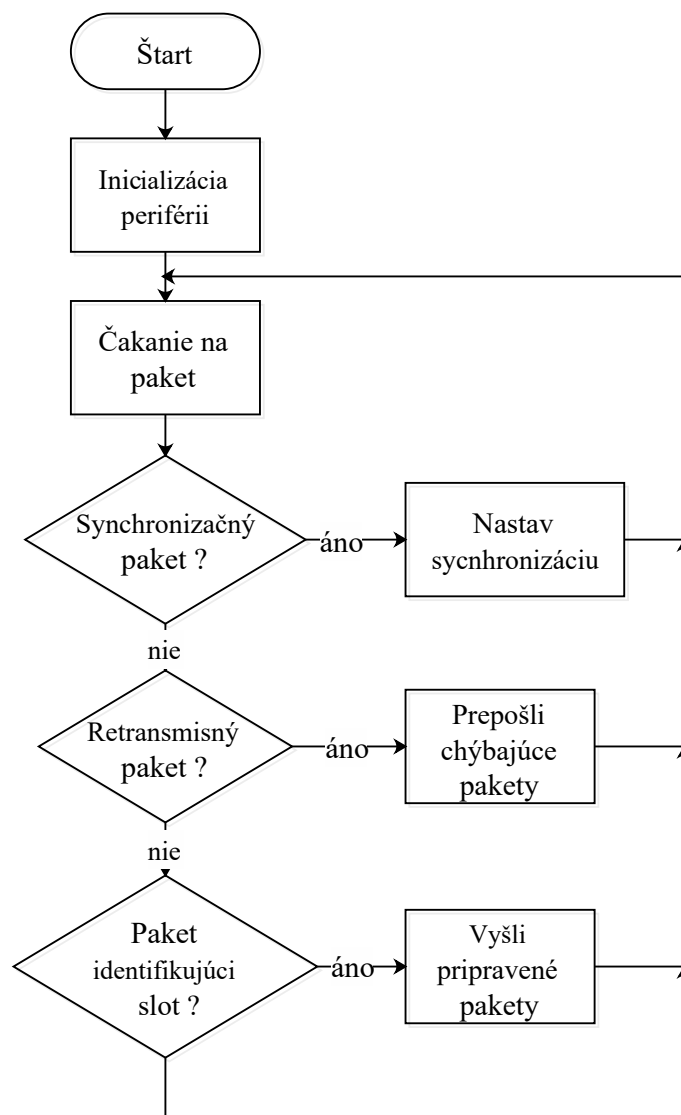 Štart
Inicializácia
periférii
Čakanie na
paket
Synchronizačný
paket ?
áno
Nastav
sycnhronizáciu
nie
Retransmisný
paket ?
áno
Prepošli
chýbajúce
pakety
nie
Paket
identifikujúci
slot ?
áno
Vyšli
pripravené
pakety